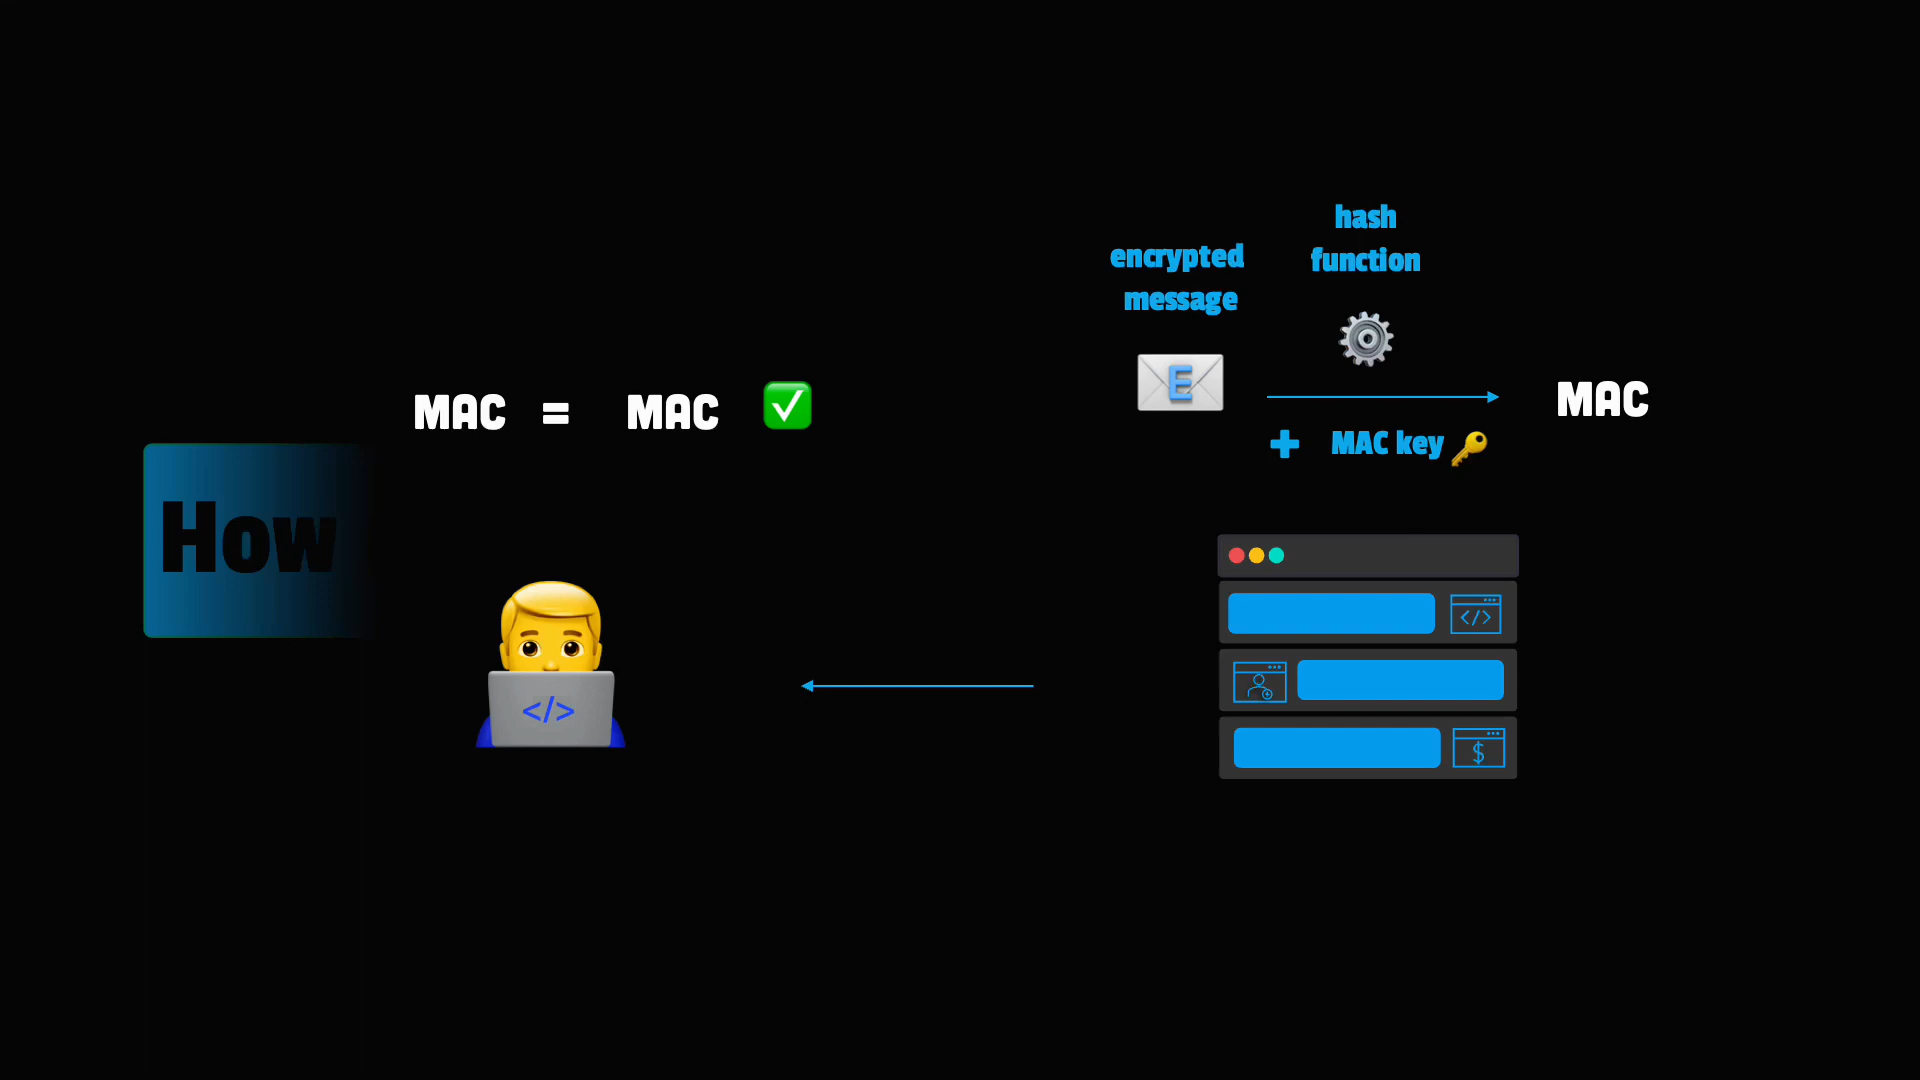 hash
function
encrypted
message
E
MAC = MAC
MAC
+ MAC key
How
</>
</>
$